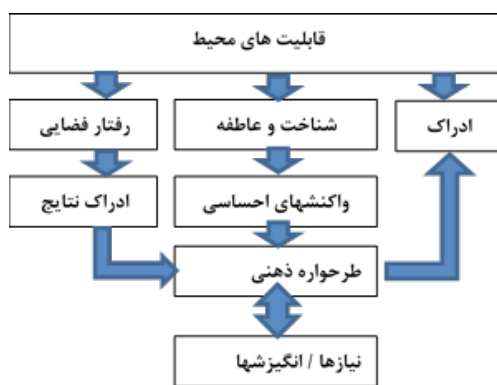 قابلیت های محیط
ادراک
شناخت و عاطفه
رفتار فضایی
واکنشهای احساسی
ادراک نتایج
طرحواره ذهنی
نیازها / انگیزشها